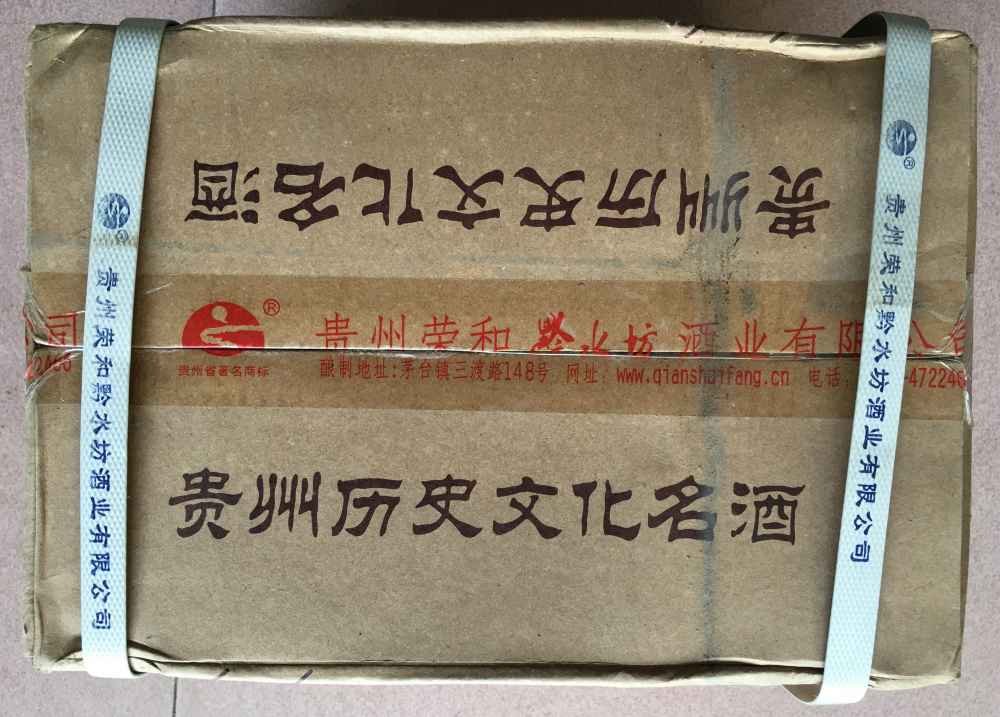 贵州历史文化名酒
贵州荣和黔水坊酒业有限公司
贵州省著名商标
酿制地址:茅台镇三渡路148号 网址: www.qianshuifang.cn 电话:
-472246
司
22466
贵州历史文化名酒
贵州荣和黔水坊酒业有限公司
贵州荣和黔水坊酒业有限公司